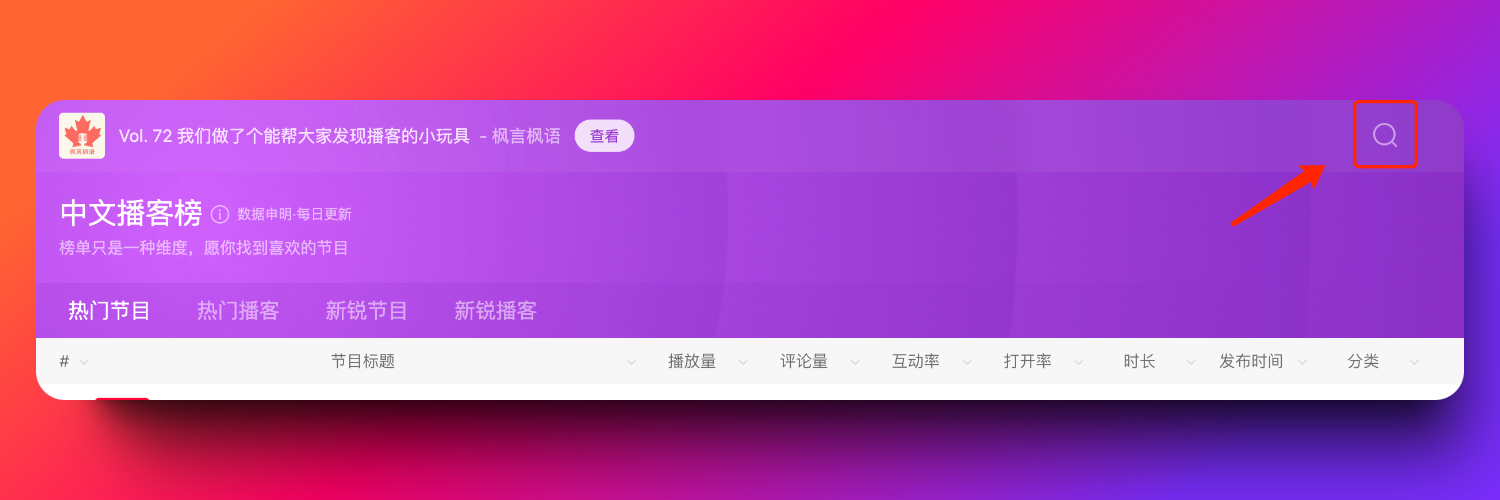 枫言枫语
Vol. 72 我们做了个能帮大家发现播客的小玩具 - 枫言枫语 查看
中文播客榜 数据申明·每日更新
榜单只是一种维度，愿你找到喜欢的节目
热门节目 热门播客 新锐节目 新锐播客
# 节目标题 播放量 评论量 互动率 打开率 时长 发布时间 分类